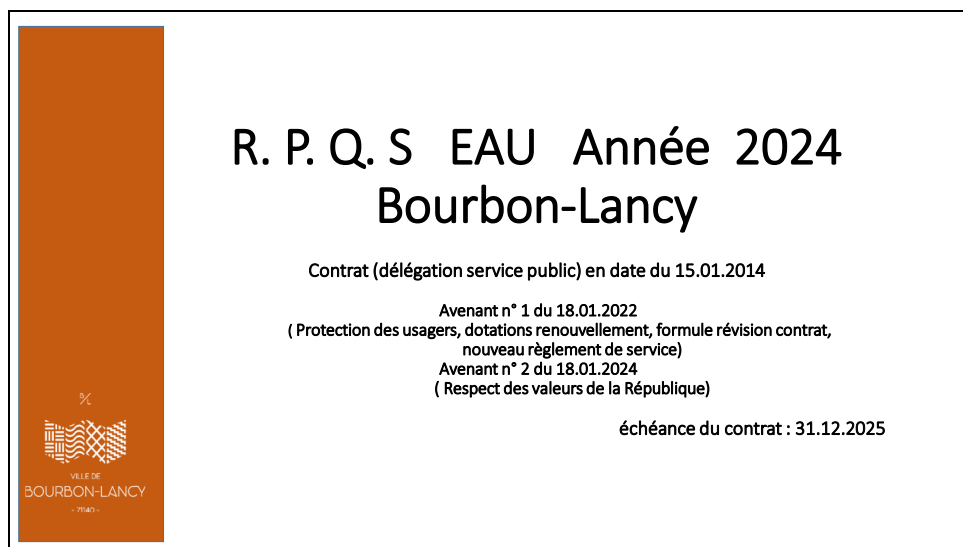 R. P. Q. S EAU Année 2024
Bourbon-Lancy
Contrat (délégation service public) en date du 15.01.2014
Avenant n° 1 du 18.01.2022
( Protection des usagers, dotations renouvellement, formule révision contrat,
nouveau règlement de service)
Avenant n° 2 du 18.01.2024
( Respect des valeurs de la République)
échéance du contrat : 31.12.2025
B/L
VILLE DE
BOURBON-LANCY
- 71140 -